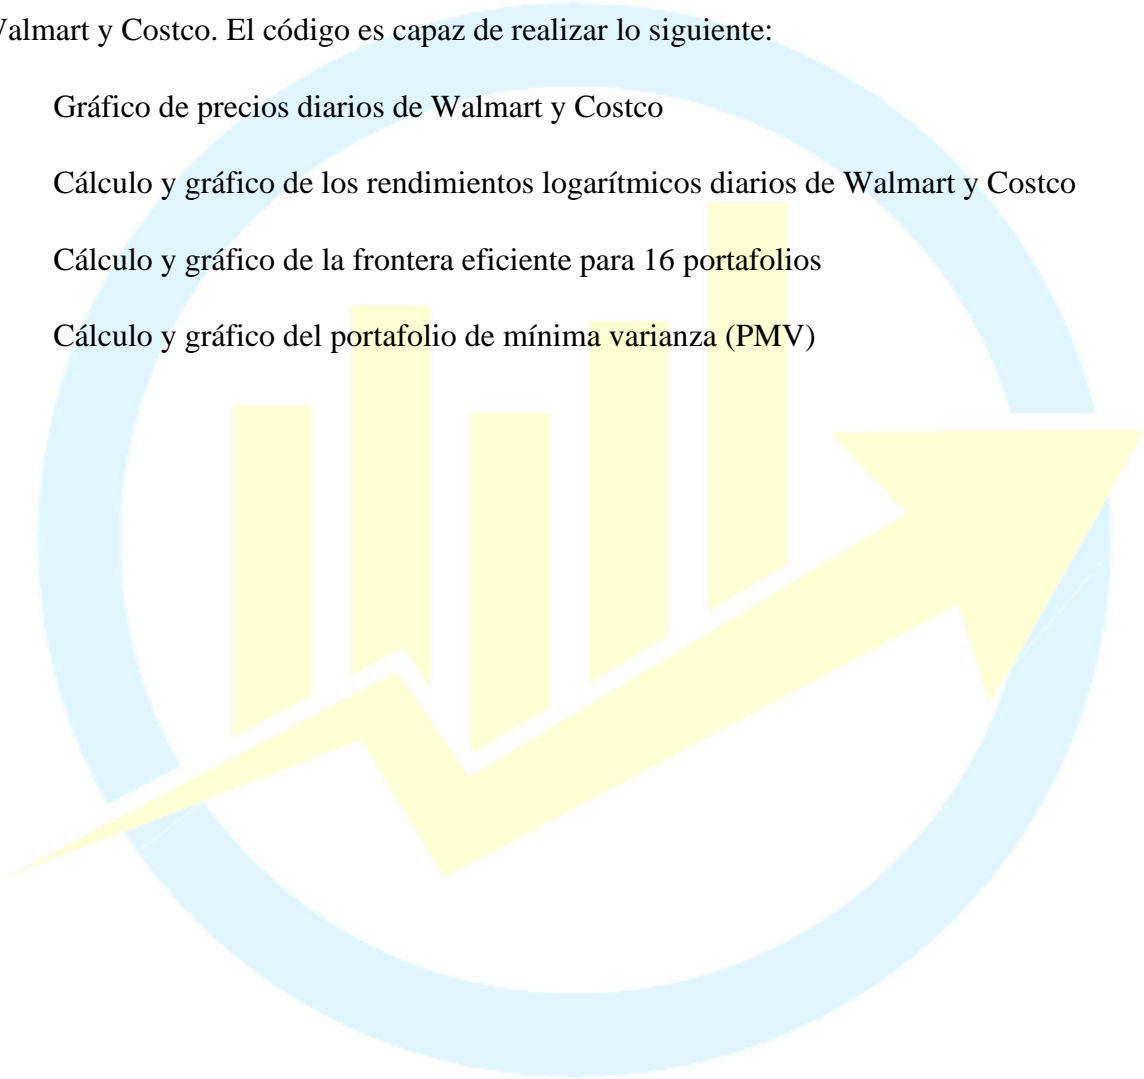 almart y Costco. El código es capaz de realizar lo siguiente:
Gráfico de precios diarios de Walmart y Costco
Cálculo y gráfico de los rendimientos logarítmicos diarios de Walmart y Costco
Cálculo y gráfico de la frontera eficiente para 16 portafolios
Cálculo y gráfico del portafolio de mínima varianza (PMV)